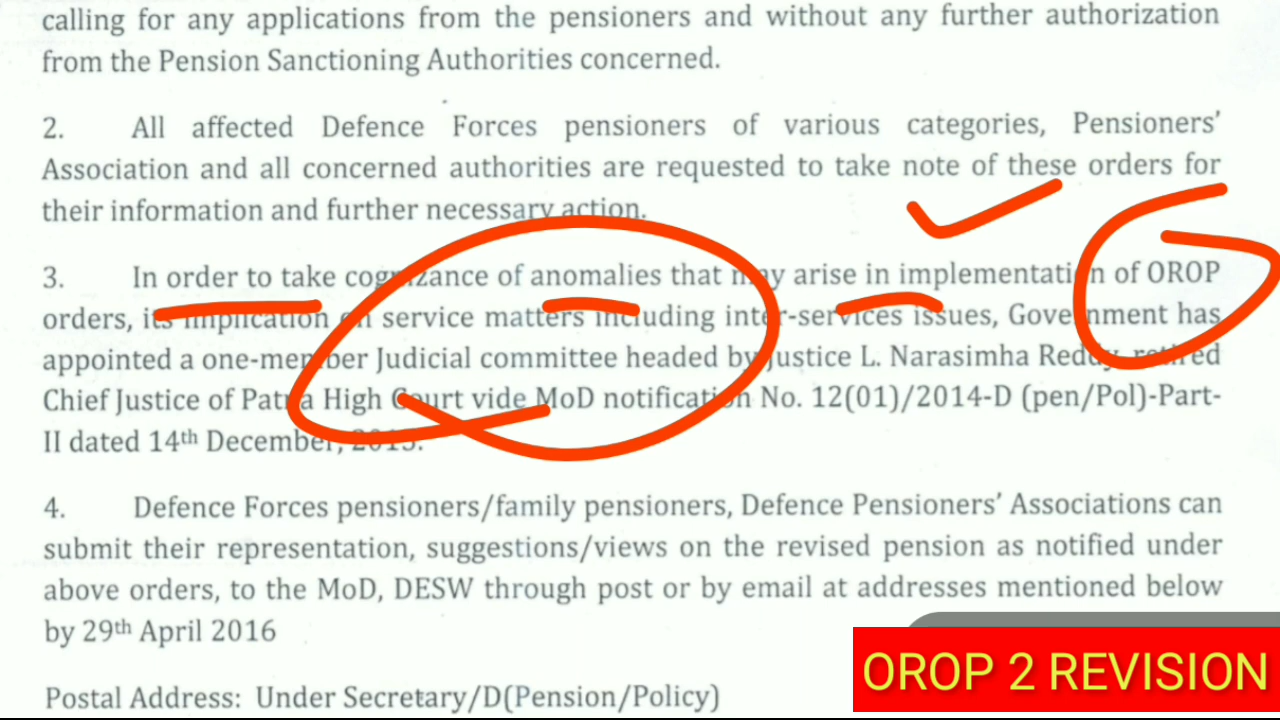 calling for any applications from the pensioners and without any further authorization
from the Pension Sanctioning Authorities concerned.
2. All affected Defence Forces pensioners of various categories, Pensioners'
Association and all concerned authorities are requested to take note of these orders for
their information and further necessary action.
3. In order to take cognizance of anomalies that may arise in implementation of OROP
orders, its implication on service matters including inter-services issues, Government has
appointed a one-member Judicial committee headed by Justice L. Narasimha Reddy, retired
Chief Justice of Patna High Court vide MoD notification No. 12(01)/2014-D (pen/Pol)-Part-
II dated 14th December, 2015.
4. Defence Forces pensioners/family pensioners, Defence Pensioners' Associations can
submit their representation, suggestions/views on the revised pension as notified under
above orders, to the MoD, DESW through post or by email at addresses mentioned below
by 29th April 2016
Postal Address: Under Secretary/D(Pension/Policy)
OROP 2 REVISION